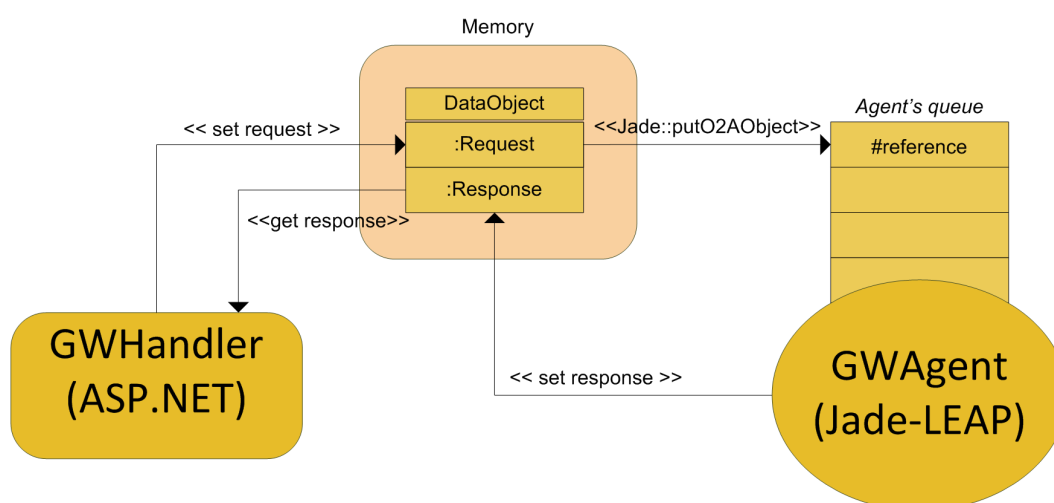 Memory
DataObject
Agent's queue
<< set request >>
<<Jade::putO2AObject>>
:Request
#reference
:Response
<<get response>>
GWHandler
(ASP.NET)
<< set response >>
GWAgent
(Jade-LEAP)